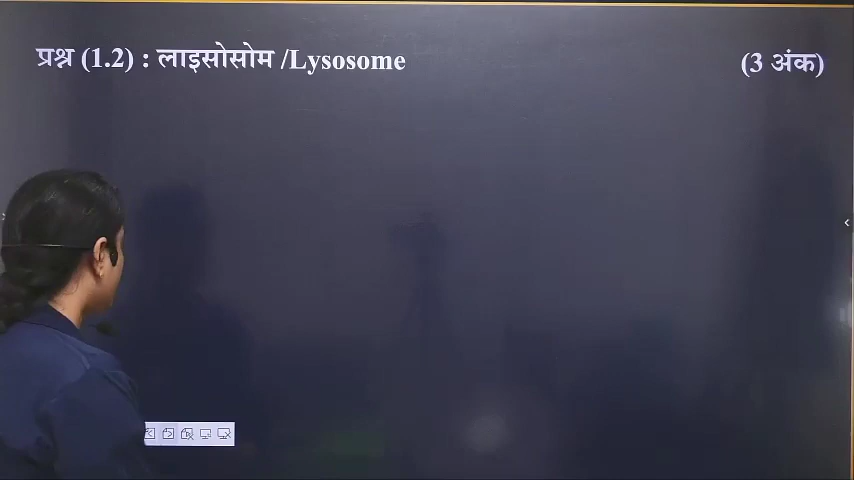 प्रश्न (1.2) : लाइसोसोम /Lysosome (3 अंक)